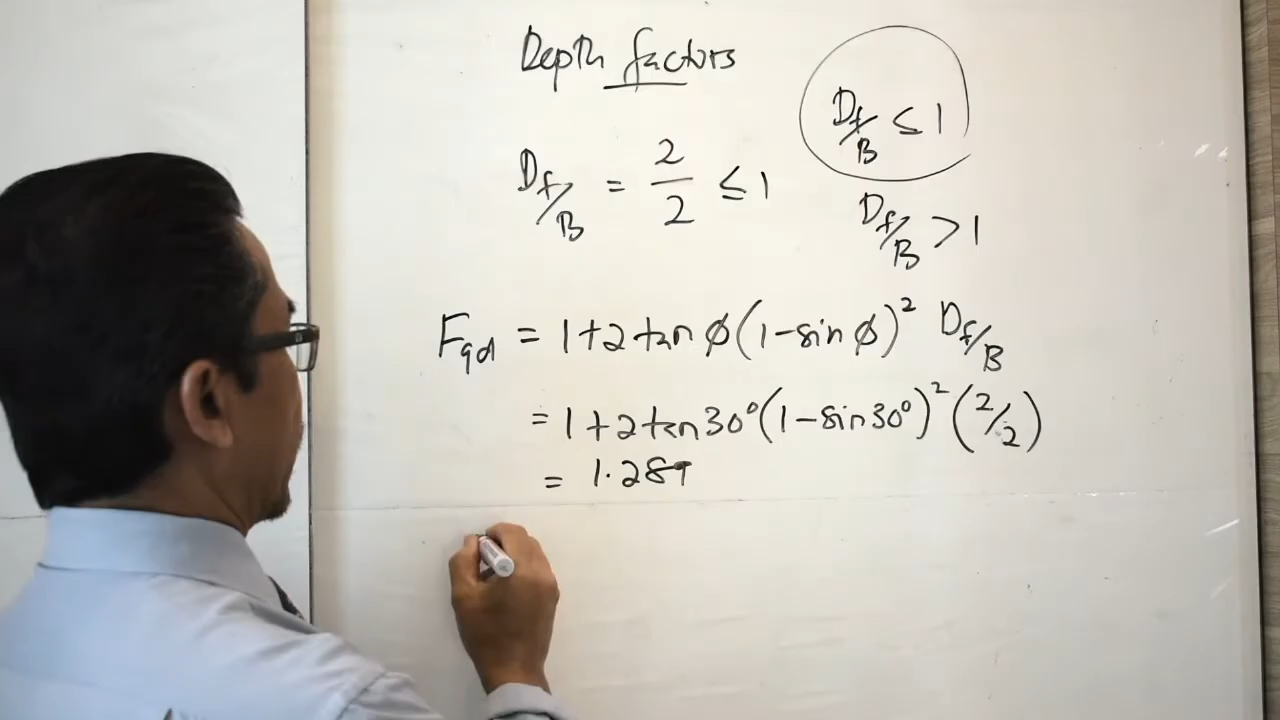 Depth factors
Df/B ≤ 1
Df/B = 2/2 ≤ 1
Df/B > 1
Fqd = 1+2 tan ϕ (1-sin ϕ)² Df/B
= 1+2 tan 30° (1-sin 30°)² (2/2)
= 1.289